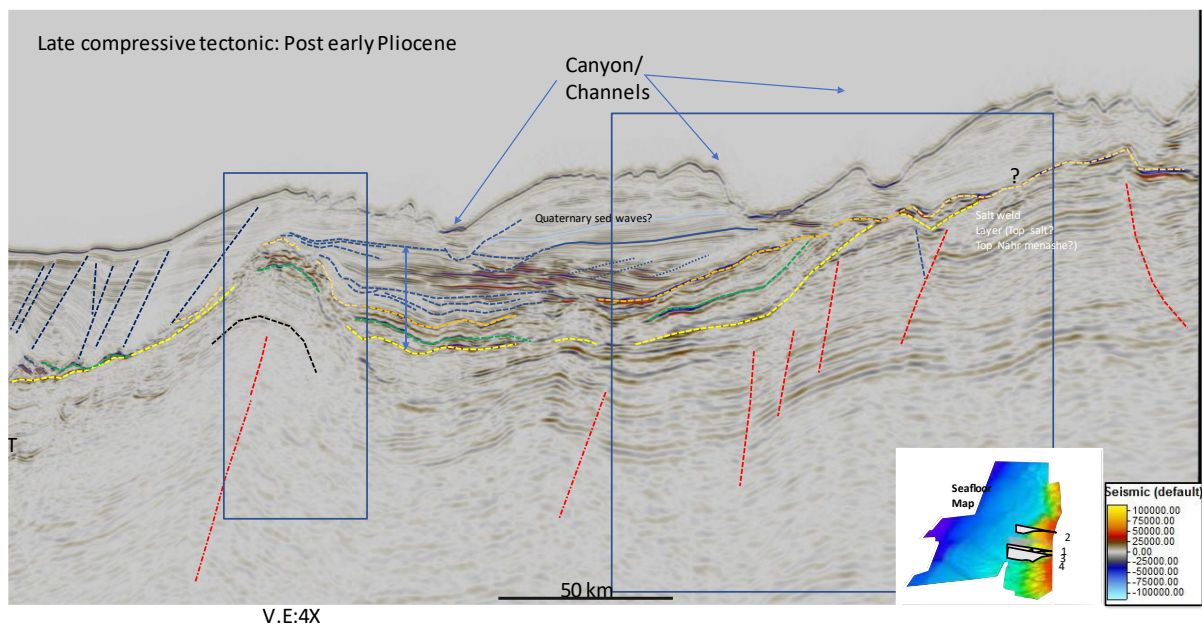 Late compressive tectonic: Post early Pliocene
Canyon/
Channels
Quaternary sed waves?
?
Salt weld
Layer (Top salt?
Top Nahr menashe?)
T
Seafloor
Map
2
1
3
4
Seismic (default)
100000.00
75000.00
50000.00
25000.00
0.00
-25000.00
-50000.00
-75000.00
-100000.00
50 km
V.E:4X